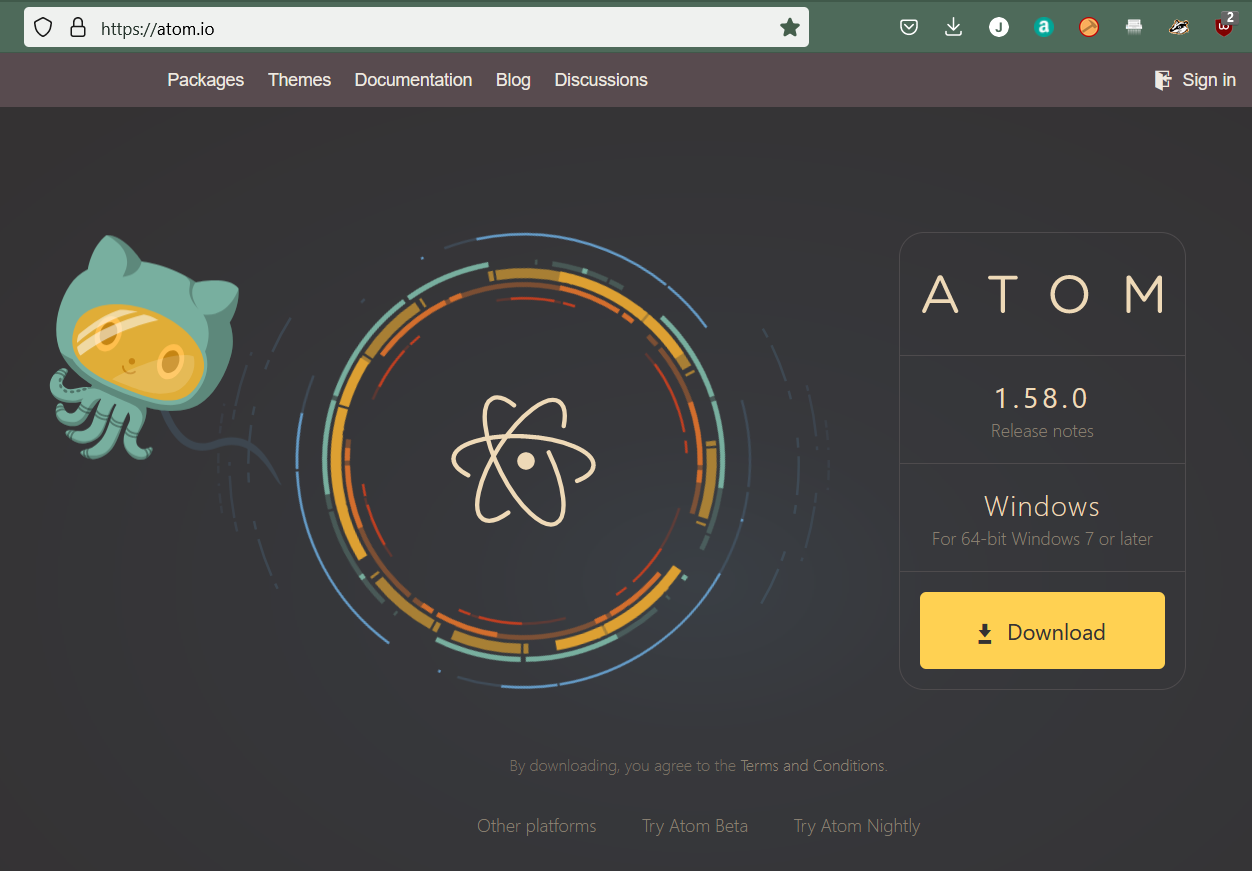 https://atom.io
2
Packages Themes Documentation Blog Discussions Sign in
ATOM
1.58.0
Release notes
Windows
For 64-bit Windows 7 or later
Download
By downloading, you agree to the Terms and Conditions.
Other platforms Try Atom Beta Try Atom Nightly